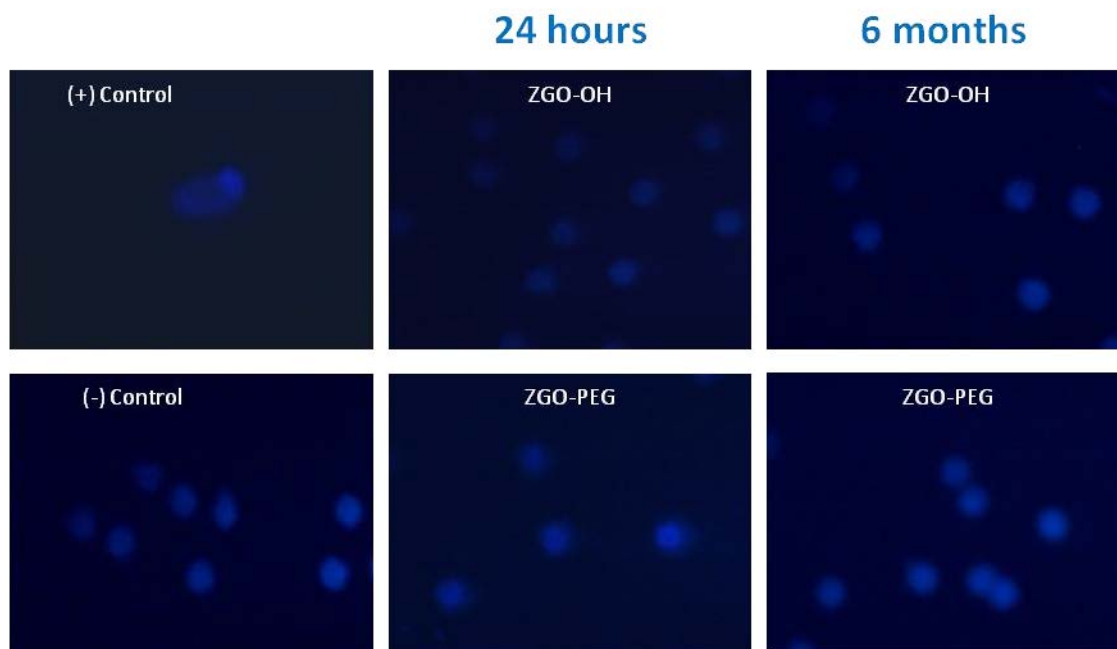 24 hours
6 months
(+) Control
ZGO-OH
ZGO-OH
(-) Control
ZGO-PEG
ZGO-PEG